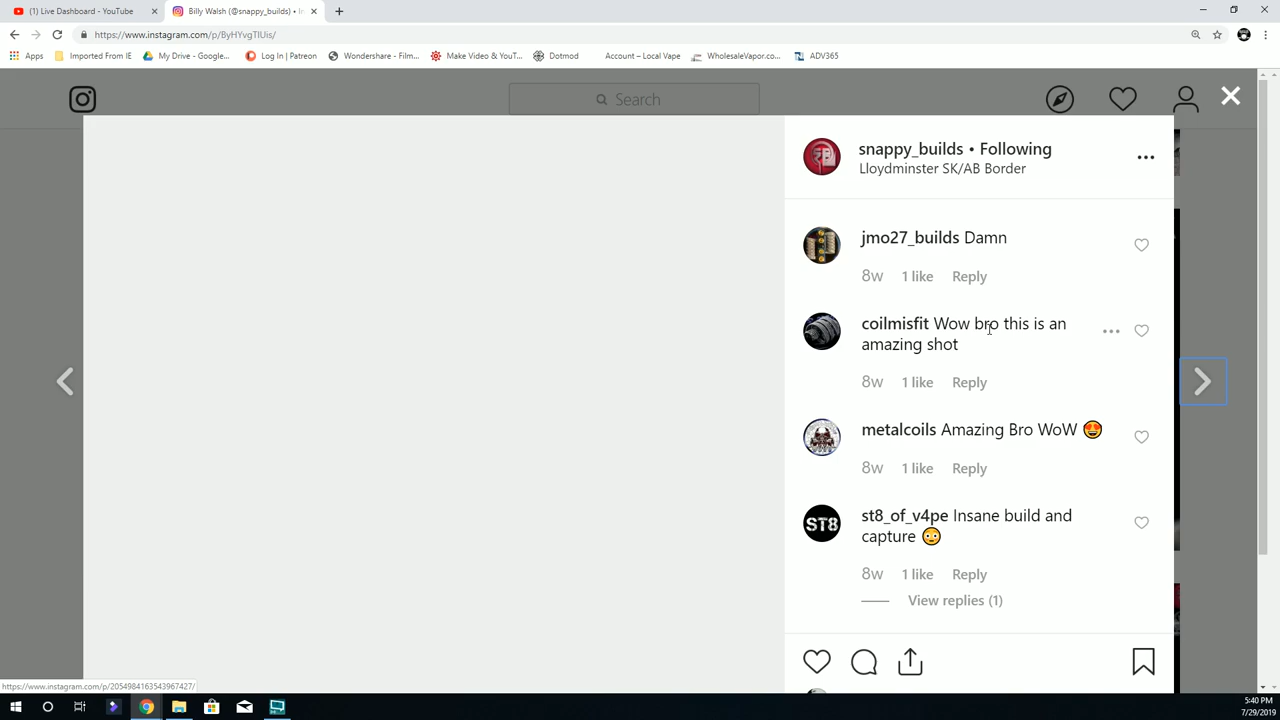 (1) Live Dashboard - YouTube
Billy Walsh (@snappy_builds) • In
https://www.instagram.com/p/ByHYvgTlUis/
Apps
Imported From IE
My Drive - Google...
Log In | Patreon
Wondershare - Film...
Make Video & YouT...
Dotmod
Account – Local Vape
WholesaleVapor.co...
ADV365
Search
snappy_builds • Following
Lloydminster SK/AB Border
jmo27_builds Damn
8w 1 like Reply
coilmisfit Wow bro this is an
amazing shot
8w 1 like Reply
metalcoils Amazing Bro WoW 😍
8w 1 like Reply
ST8
st8_of_v4pe Insane build and
capture 😳
8w 1 like Reply
View replies (1)
https://www.instagram.com/p/2054984163543967427/
5:40 PM
7/29/2019